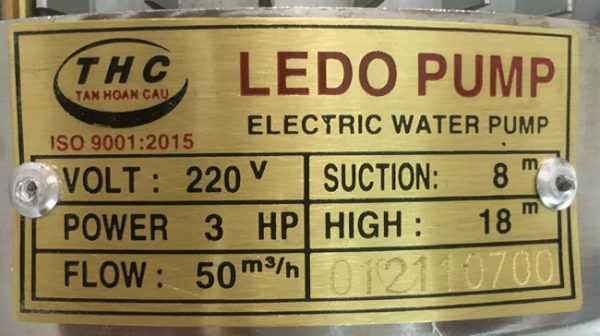 THC
TAN HOAN CAU
ISO 9001:2015
LEDO PUMP
ELECTRIC WATER PUMP
VOLT : 220 V
SUCTION: 8 m
POWER 3 HP
HIGH : 18 m
FLOW: 50 m³/h
012110700